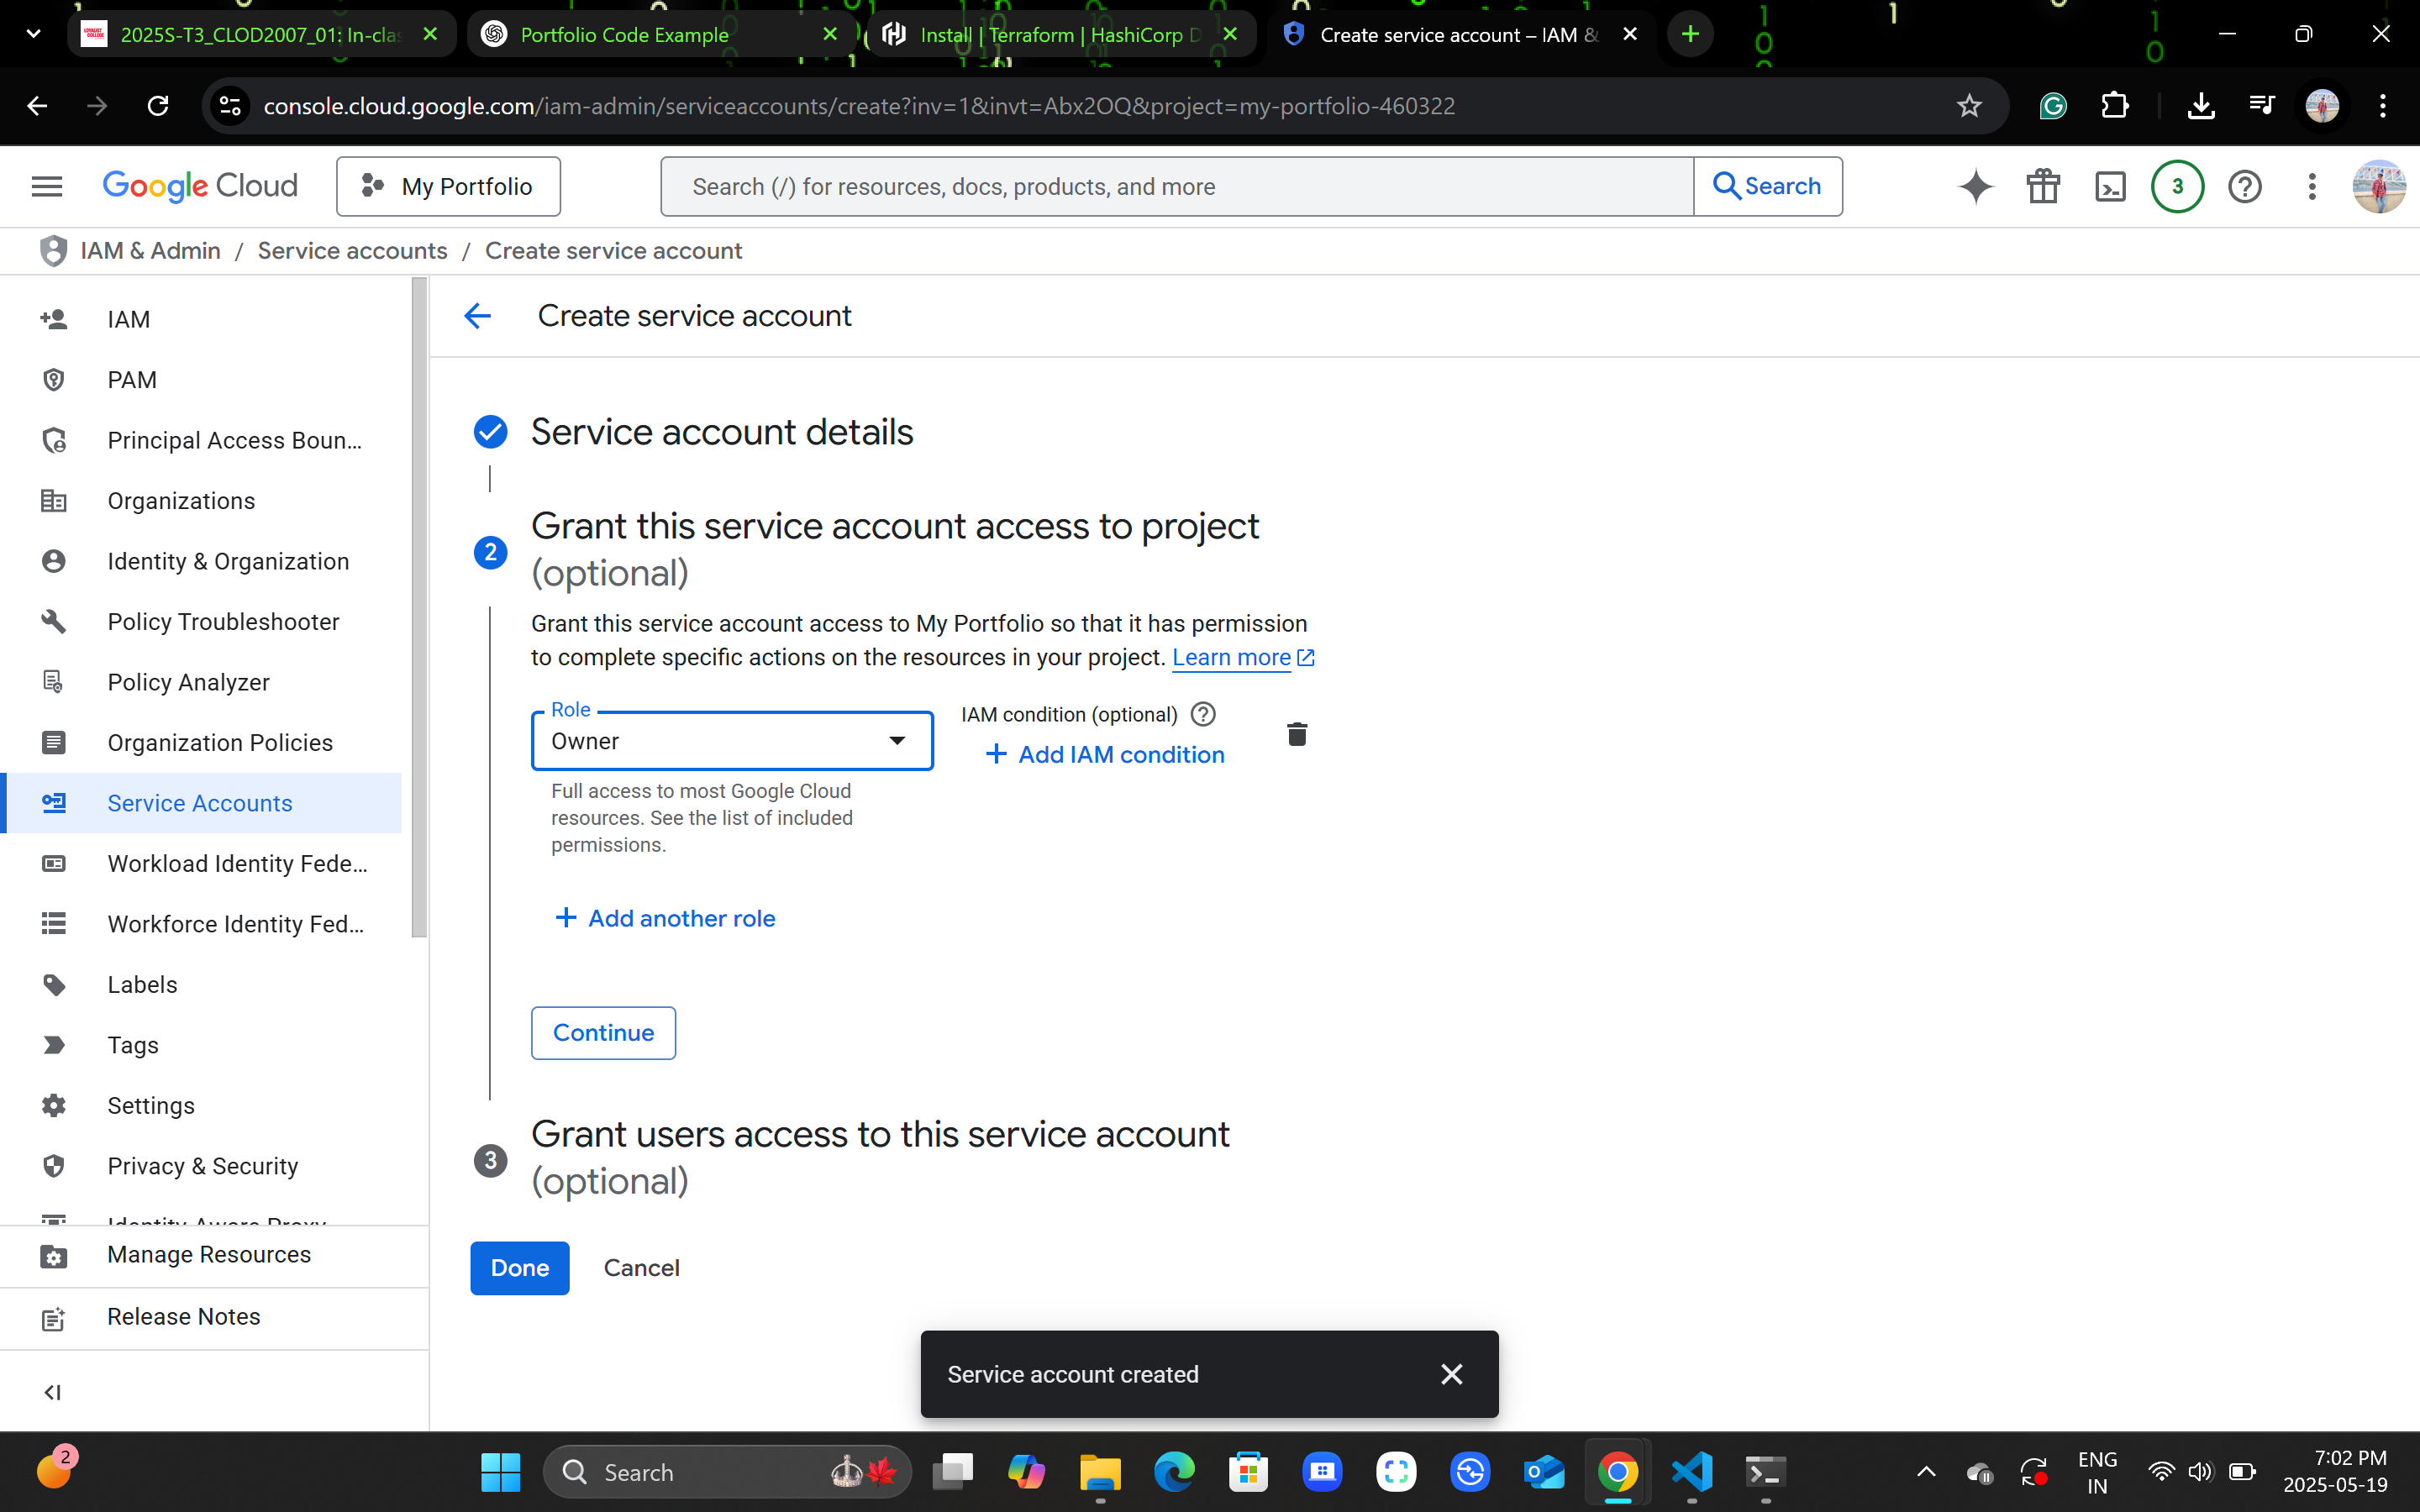 2025S-T3_CLOD2007_01: In-clas
Portfolio Code Example
Install | Terraform | HashiCorp D
Create service account – IAM &
console.cloud.google.com/iam-admin/serviceaccounts/create?inv=1&invt=Abx2OQ&project=my-portfolio-460322
Google Cloud
My Portfolio
Search (/) for resources, docs, products, and more
Search
3
IAM & Admin / Service accounts / Create service account
IAM
PAM
Principal Access Boun...
Organizations
Identity & Organization
Policy Troubleshooter
Policy Analyzer
Organization Policies
Service Accounts
Workload Identity Fede...
Workforce Identity Fed...
Labels
Tags
Settings
Privacy & Security
Identity-Aware Proxy
Manage Resources
Release Notes
Create service account
Service account details
2
Grant this service account access to project
(optional)
Grant this service account access to My Portfolio so that it has permission
to complete specific actions on the resources in your project. Learn more
Role
Owner
IAM condition (optional)
+ Add IAM condition
Full access to most Google Cloud
resources. See the list of included
permissions.
+ Add another role
Continue
3
Grant users access to this service account
(optional)
Done
Cancel
Service account created
2
Search
ENG
IN
7:02 PM
2025-05-19